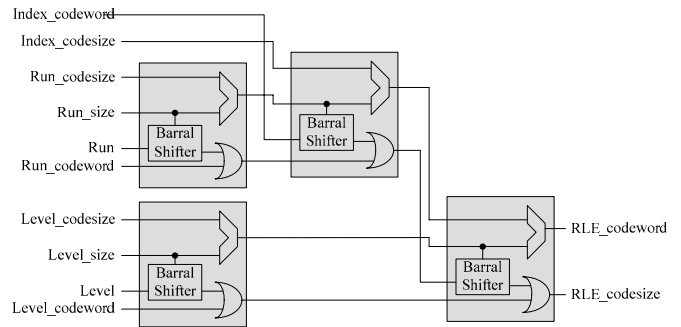 Index_codeword
Index_codesize
Run_codesize
Run_size
Barral
Shifter
Run
Run_codeword
Barral
Shifter
Level_codesize
Level_size
Barral
Shifter
Level
Level_codeword
Barral
Shifter
RLE_codeword
RLE_codesize